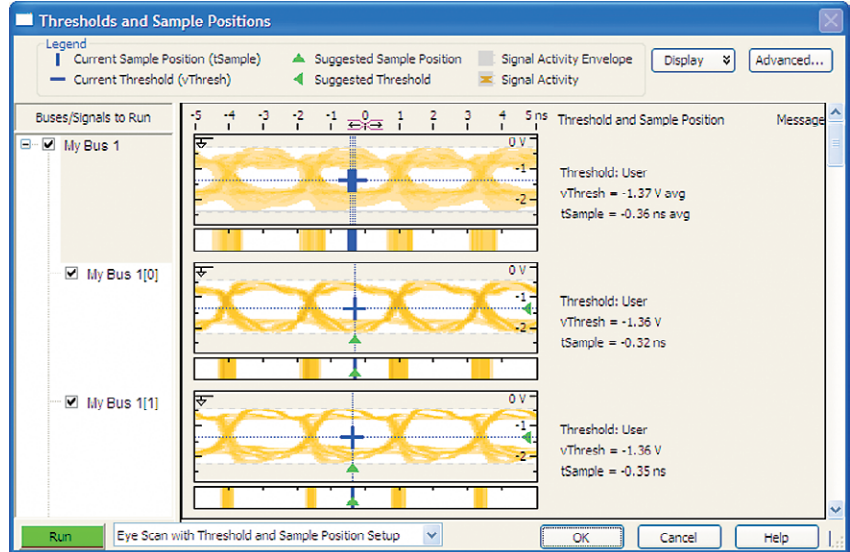 Thresholds and Sample Positions
Legend
Current Sample Position (tSample)
Suggested Sample Position
Signal Activity Envelope
Current Threshold (vThresh)
Suggested Threshold
Signal Activity
Display
Advanced...
Buses/Signals to Run
-5 -4 -3 -2 -1 0 1 2 3 4 5 ns
Threshold and Sample Position
Message
My Bus 1
0 V
-1
-2
Threshold: User
vThresh = -1.37 V avg
tSample = -0.36 ns avg
My Bus 1[0]
0 V
-1
-2
Threshold: User
vThresh = -1.36 V
tSample = -0.32 ns
My Bus 1[1]
0 V
-1
-2
Threshold: User
vThresh = -1.36 V
tSample = -0.35 ns
Run
Eye Scan with Threshold and Sample Position Setup
OK
Cancel
Help